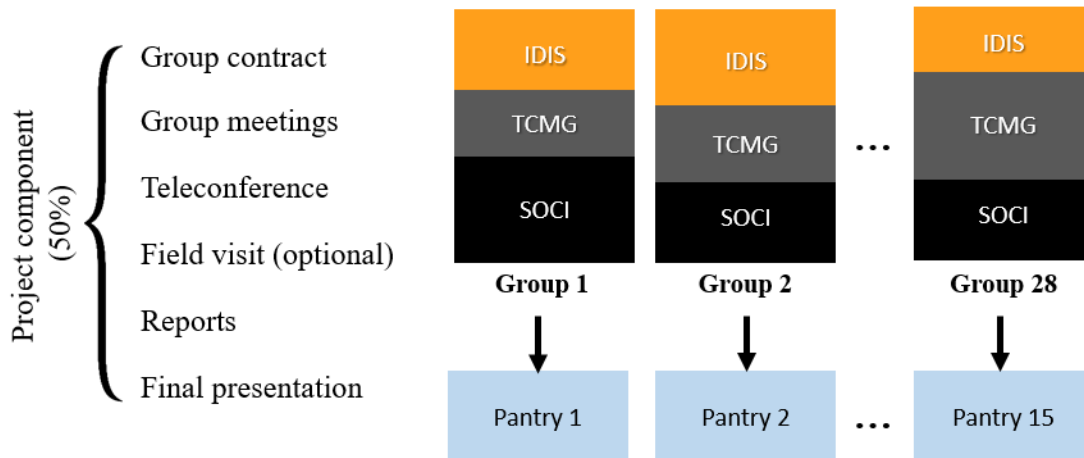 Project component
(50%)
Group contract
Group meetings
Teleconference
Field visit (optional)
Reports
Final presentation
IDIS
TCMG
SOCI
Group 1
Pantry 1
IDIS
TCMG
SOCI
Group 2
Pantry 2
...
...
IDIS
TCMG
SOCI
Group 28
Pantry 15